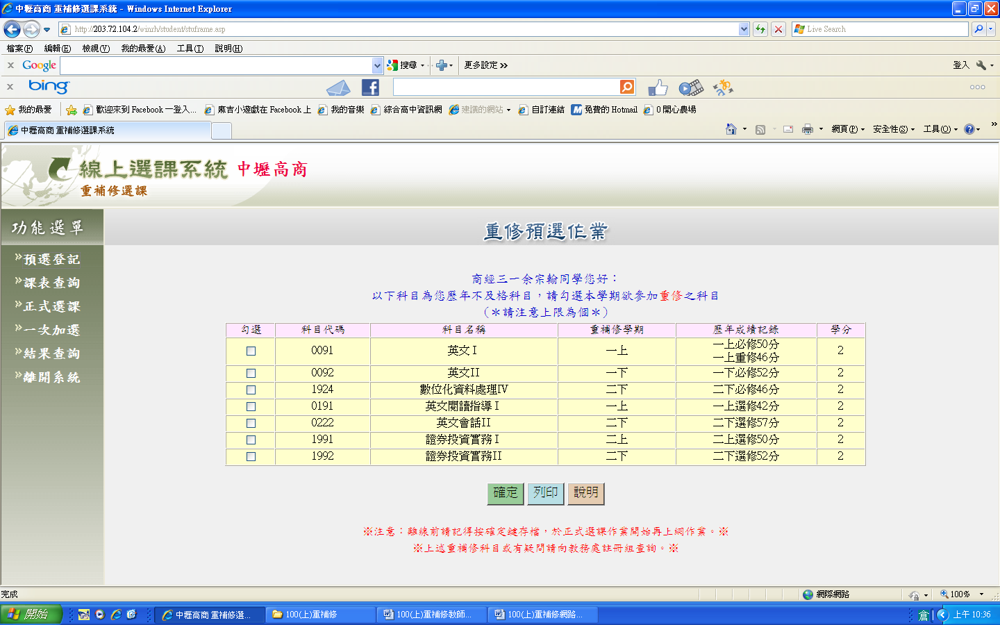 中壢高商 重補修選課系統 - Windows Internet Explorer
http://203.72.104.2/winrh/student/stuframe.asp
Live Search
檔案(F) 編輯(E) 檢視(V) 我的最愛(A) 工具(T) 說明(H)
x Google 搜尋 更多設定 >> 登入
x bing
我的最愛 歡迎來到 Facebook 一登入... 麻吉小遊戲在 Facebook 上 我的音樂 綜合高中資訊網 建議的網站 自訂連結 免費的 Hotmail 0 開心農場
中壢高商 重補修選課系統 網頁(P) 安全性(S) 工具(O) >>
線上選課系統 中壢高商
重補修選課
功能選單
預選登記
課表查詢
正式選課
一次加選
結果查詢
離開系統
重修預選作業
商經三一余宗翰同學您好：
以下科目為您歷年不及格科目，請勾選本學期欲參加重修之科目
(＊請注意上限為個＊)
勾選 科目代碼 科目名稱 重補修學期 歷年成績記錄 學分
0091 英文 I 一上 一上必修50分 2
一上重修46分
0092 英文II 一下 一下必修52分 2
1924 數位化資料處理IV 二下 二下必修46分 2
0191 英文閱讀指導 I 一上 一上選修42分 2
0222 英文會話II 二下 二下選修57分 2
1991 證券投資實務 I 二上 二上選修50分 2
1992 證券投資實務II 二下 二下選修52分 2
確定 列印 說明
※注意：離線前請記得按確定鍵存檔，於正式選課作業開始再上網作業。※
※上述重補修科目或有疑問請向教務處註冊組查詢。※
完成 網際網路 100%
開始 中壢高商 重補修選... 100(上)重補修 100(上)重補修教師... 100(上)重補修網路... 倉 上午 10:36